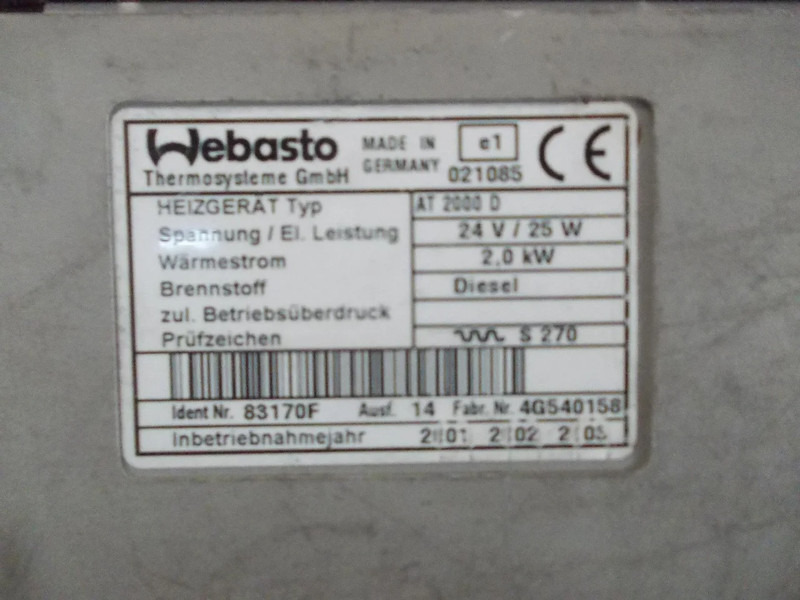 Webasto MADE IN e1 CE
Thermosysteme GmbH GERMANY 021085
HEIZGERÄT Typ AT 2000 D
Spannung / El. Leistung 24 V / 25 W
Wärmestrom 2,0 kW
Brennstoff Diesel
zul. Betriebsüberdruck
Prüfzeichen S 270
Ident Nr. 83170F Ausf. 14 Fabr. Nr. 4G540158
Inbetriebnahmejahr